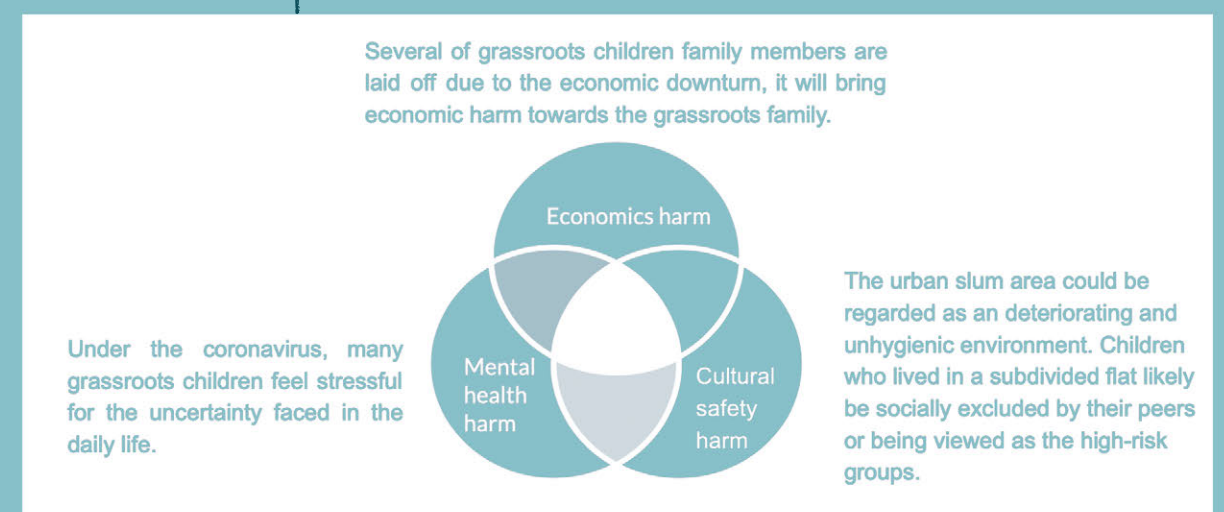 Several of grassroots children family members are
laid off due to the economic downturn, it will bring
economic harm towards the grassroots family.
Economics harm
Under the coronavirus, many
grassroots children feel stressful
for the uncertainty faced in the
daily life.
Mental
health
harm
Cultural
safety
harm
The urban slum area could be
regarded as an deteriorating and
unhygienic environment. Children
who lived in a subdivided flat likely
be socially excluded by their peers
or being viewed as the high-risk
groups.